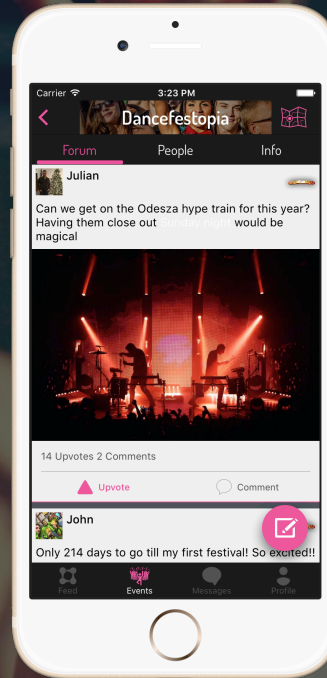 Carrier 3:23 PM
Dancefestopia
Forum People Info
Julian
Can we get on the Odesza hype train for this year?
Having them close out Sunday night would be
magical
14 Upvotes 2 Comments
Upvote Comment
John
Only 214 days to go till my first festival! So excited!!
Feed Events Messages Profile